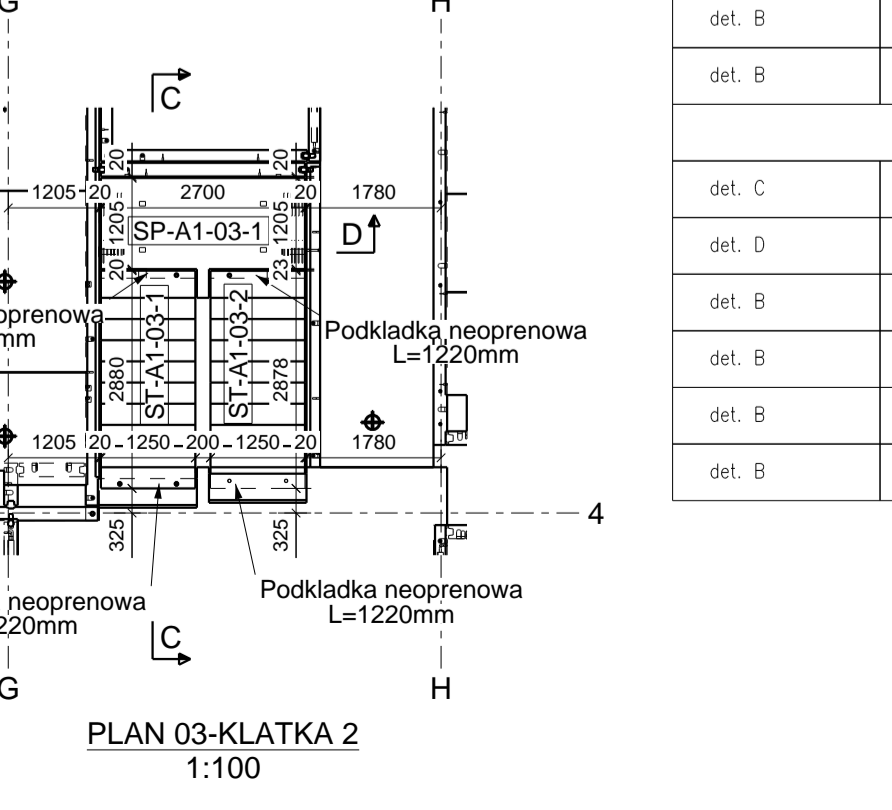 G
H
C
1205
20
2700
20
1780
20
20
1205
1205
SP-A1-03-1
D
20
23
ST-A1-03-1
ST-A1-03-2
2880
2878
oprenowa
mm
Podkladka neoprenowa
L=1220mm
1205
20
1250
200
1250
20
1780
4
325
325
neoprenowa
220mm
Podkladka neoprenowa
L=1220mm
C
G
H
PLAN 03-KLATKA 2
1:100
det. B
det. B
det. C
det. D
det. B
det. B
det. B
det. B